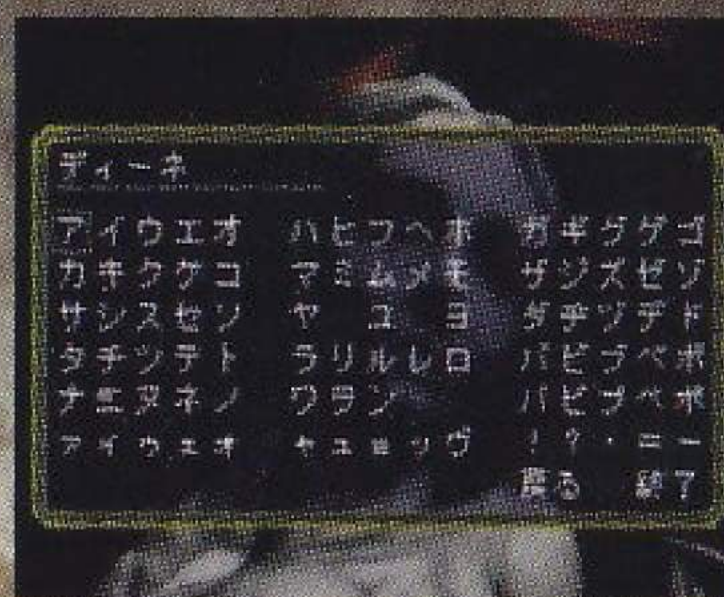 ディーネ
アイウエオ ハヒフヘホ ガギグゲゴ
カキクケコ マミムメモ ザジズゼゾ
サシスセソ ヤ ユ ヨ ダヂヅデド
タチツテト ラリルレロ バビブベボ
ナニヌネノ ワヲン パピプペポ
ァィゥェォ ャュョッヴ !?・=ー
戻る 終了